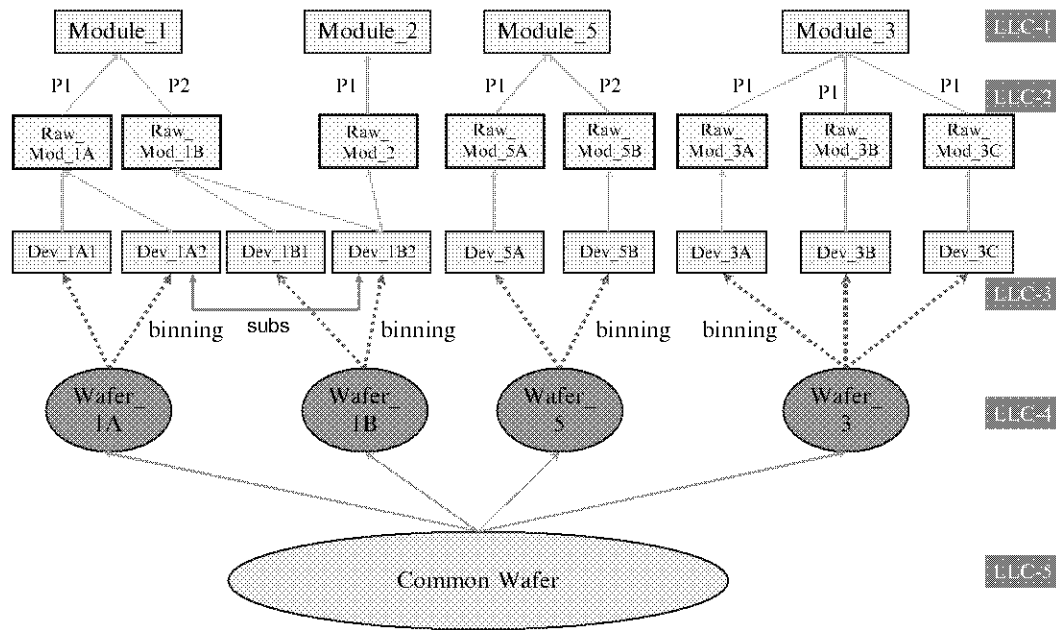 Module_1
Module_2
Module_5
Module_3
LLC-1
P1
P2
P1
P1
P2
P1
P1
P1
LLC-2
Raw_
Mod_1A
Raw_
Mod_1B
Raw_
Mod_2
Raw_
Mod_5A
Raw_
Mod_5B
Raw_
Mod_3A
Raw_
Mod_3B
Raw_
Mod_3C
Dev_1A1
Dev_1A2
Dev_1B1
Dev_1B2
Dev_5A
Dev_5B
Dev_3A
Dev_3B
Dev_3C
LLC-3
binning
subs
binning
binning
Wafer_
1A
Wafer_
1B
Wafer_
5
Wafer_
3
LLC-4
Common Wafer
LLC-5